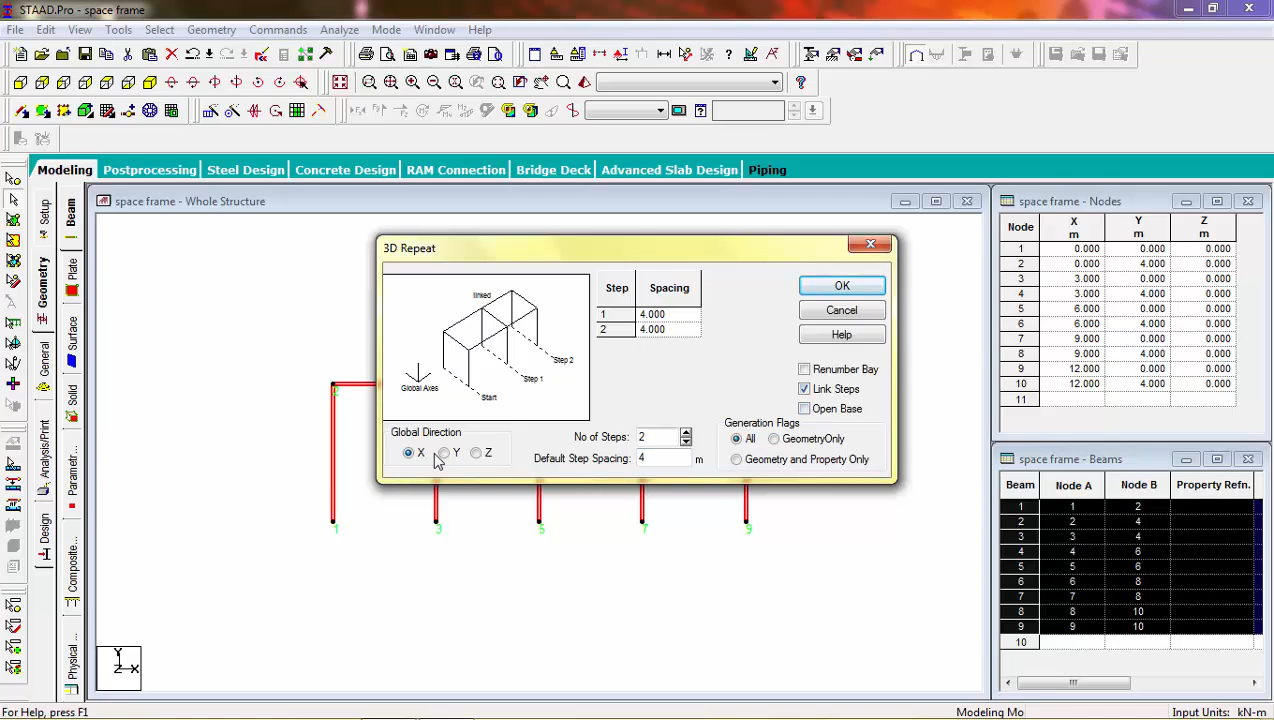 STAAD.Pro - space frame
File Edit View Tools Select Geometry Commands Analyze Mode Window Help
Modeling Postprocessing Steel Design Concrete Design RAM Connection Bridge Deck Advanced Slab Design Piping
Setup
Geometry
General
Analysis/Print
Design
Beam
Plate
Surface
Solid
Parametr...
Composite...
Physical ...
space frame - Whole Structure
2
1 3 5 7 9
Y
Z X
3D Repeat
linked
Global Axes
Step 2
Step 1
Start
Step Spacing
1 4.000
2 4.000
OK
Cancel
Help
Renumber Bay
Link Steps
Open Base
Global Direction
X Y Z
No of Steps: 2
Default Step Spacing: 4 m
Generation Flags
All GeometryOnly
Geometry and Property Only
space frame - Nodes
Node X m Y m Z m
1 0.000 0.000 0.000
2 0.000 4.000 0.000
3 3.000 0.000 0.000
4 3.000 4.000 0.000
5 6.000 0.000 0.000
6 6.000 4.000 0.000
7 9.000 0.000 0.000
8 9.000 4.000 0.000
9 12.000 0.000 0.000
10 12.000 4.000 0.000
11
space frame - Beams
Beam Node A Node B Property Refn.
1 1 2
2 2 4
3 3 4
4 4 6
5 5 6
6 6 8
7 7 8
8 8 10
9 9 10
10
For Help, press F1
Modeling Mo
Input Units: kN-m